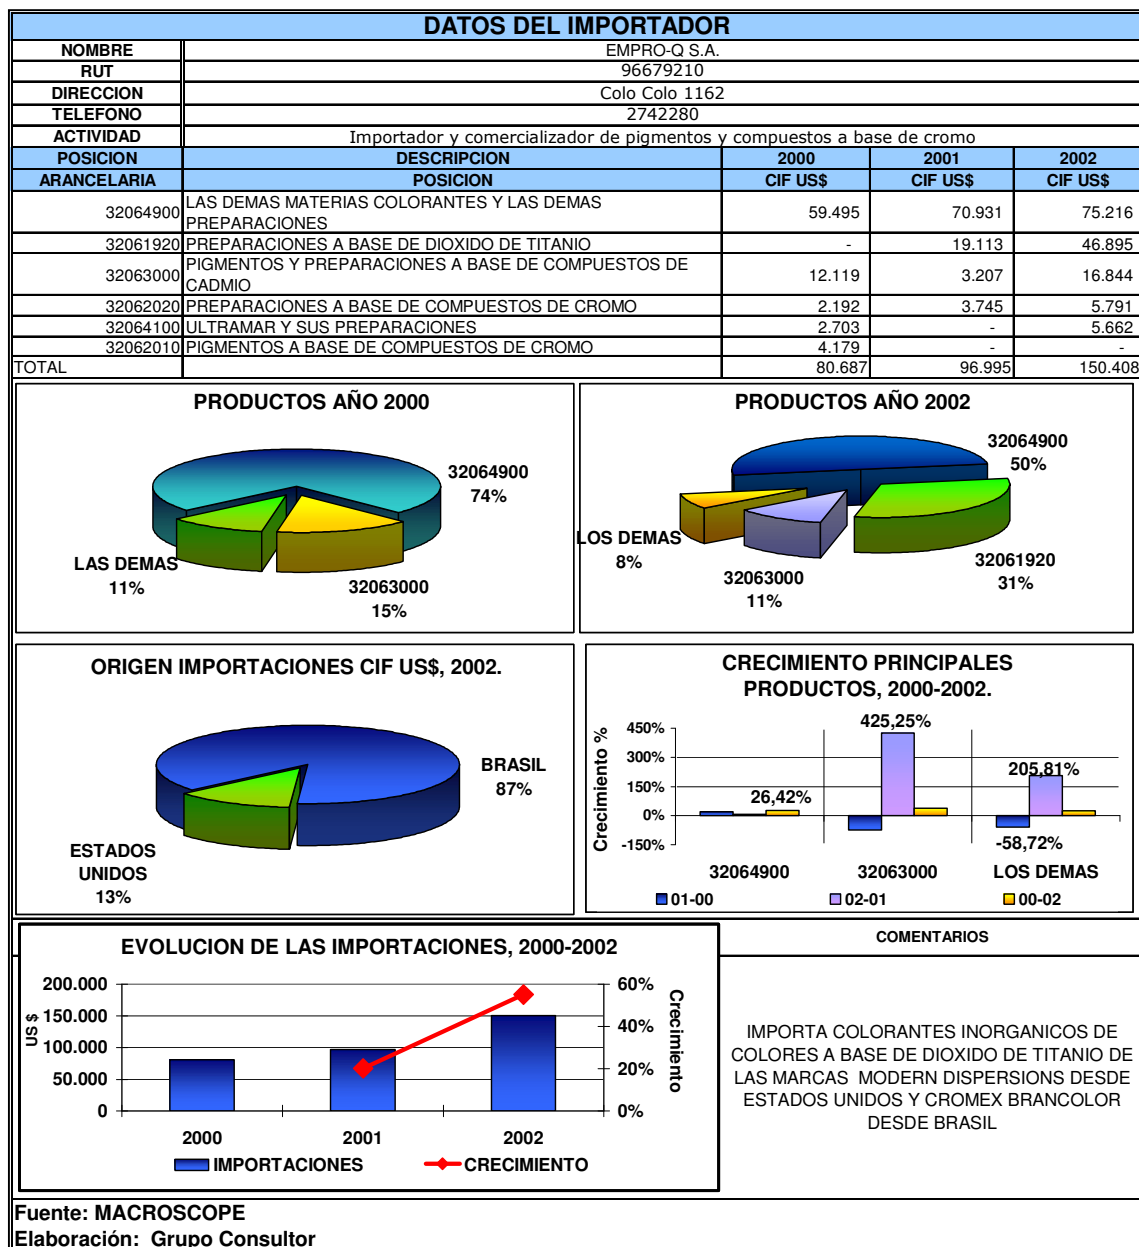 DATOS DEL IMPORTADOR
NOMBRE EMPRO-Q S.A.
RUT 96679210
DIRECCION Colo Colo 1162
TELEFONO 2742280
ACTIVIDAD Importador y comercializador de pigmentos y compuestos a base de cromo
POSICION DESCRIPCION 2000 2001 2002
ARANCELARIA POSICION CIF US$ CIF US$ CIF US$
32064900 LAS DEMAS MATERIAS COLORANTES Y LAS DEMAS PREPARACIONES 59.495 70.931 75.216
32061920 PREPARACIONES A BASE DE DIOXIDO DE TITANIO - 19.113 46.895
32063000 PIGMENTOS Y PREPARACIONES A BASE DE COMPUESTOS DE CADMIO 12.119 3.207 16.844
32062020 PREPARACIONES A BASE DE COMPUESTOS DE CROMO 2.192 3.745 5.791
32064100 ULTRAMAR Y SUS PREPARACIONES 2.703 - 5.662
32062010 PIGMENTOS A BASE DE COMPUESTOS DE CROMO 4.179 - -
TOTAL 80.687 96.995 150.408
PRODUCTOS AÑO 2000
32064900
74%
LAS DEMAS
11%
32063000
15%
PRODUCTOS AÑO 2002
32064900
50%
LOS DEMAS
8%
32063000
11%
32061920
31%
ORIGEN IMPORTACIONES CIF US$, 2002.
BRASIL
87%
ESTADOS
UNIDOS
13%
CRECIMIENTO PRINCIPALES
PRODUCTOS, 2000-2002.
Crecimiento %
450%
300%
150%
0%
-150%
425,25%
205,81%
26,42%
-58,72%
32064900 32063000 LOS DEMAS
01-00 02-01 00-02
EVOLUCION DE LAS IMPORTACIONES, 2000-2002
US $
200.000
150.000
100.000
50.000
0
60%
40%
20%
0%
Crecimiento
2000 2001 2002
IMPORTACIONES CRECIMIENTO
COMENTARIOS
IMPORTA COLORANTES INORGANICOS DE
COLORES A BASE DE DIOXIDO DE TITANIO DE
LAS MARCAS MODERN DISPERSIONS DESDE
ESTADOS UNIDOS Y CROMEX BRANCOLOR
DESDE BRASIL
Fuente: MACROSCOPE
Elaboración: Grupo Consultor